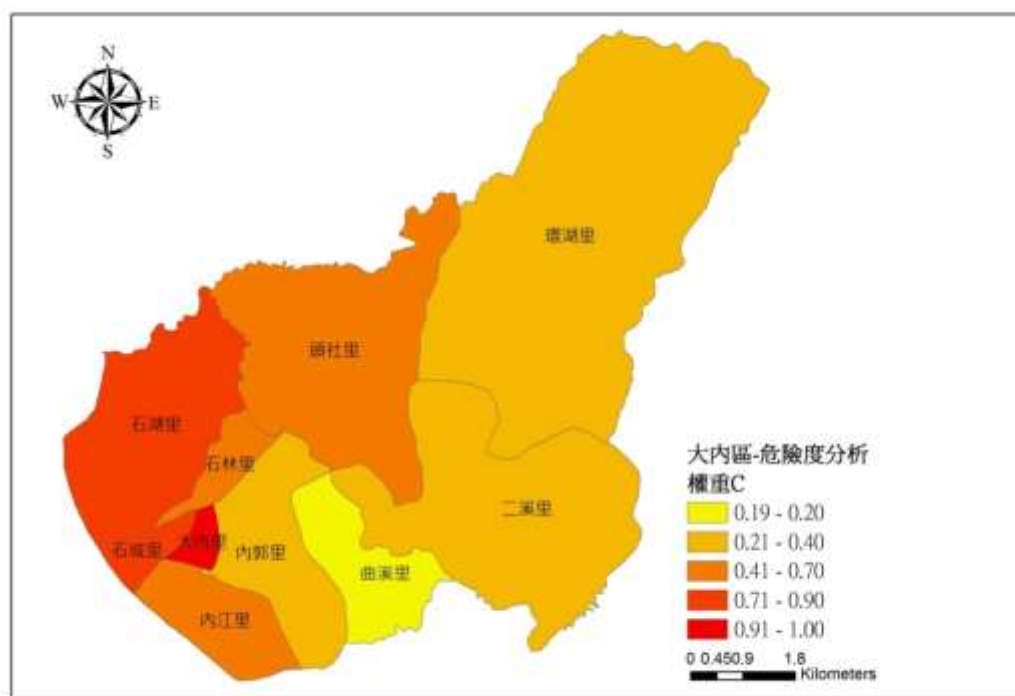 N
W
E
S
環湖里
頭社里
石湖里
石林里
二溪里
石城里
大內里
內郭里
曲溪里
內江里
大內區-危險度分析
權重C
0.19 - 0.20
0.21 - 0.40
0.41 - 0.70
0.71 - 0.90
0.91 - 1.00
0 0.450.9 1.8
Kilometers